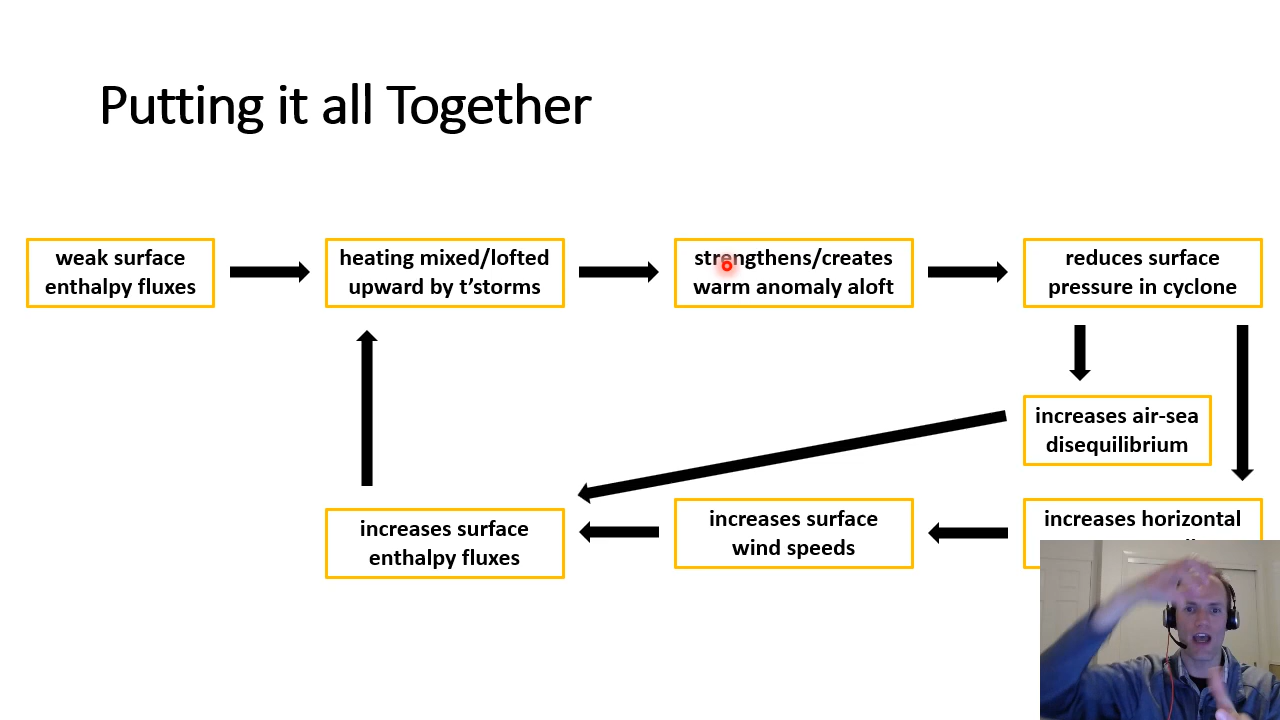 Putting it all Together
weak surface
enthalpy fluxes
heating mixed/lofted
upward by t'storms
strengthens/creates
warm anomaly aloft
reduces surface
pressure in cyclone
increases air-sea
disequilibrium
increases surface
enthalpy fluxes
increases surface
wind speeds
increases horizontal